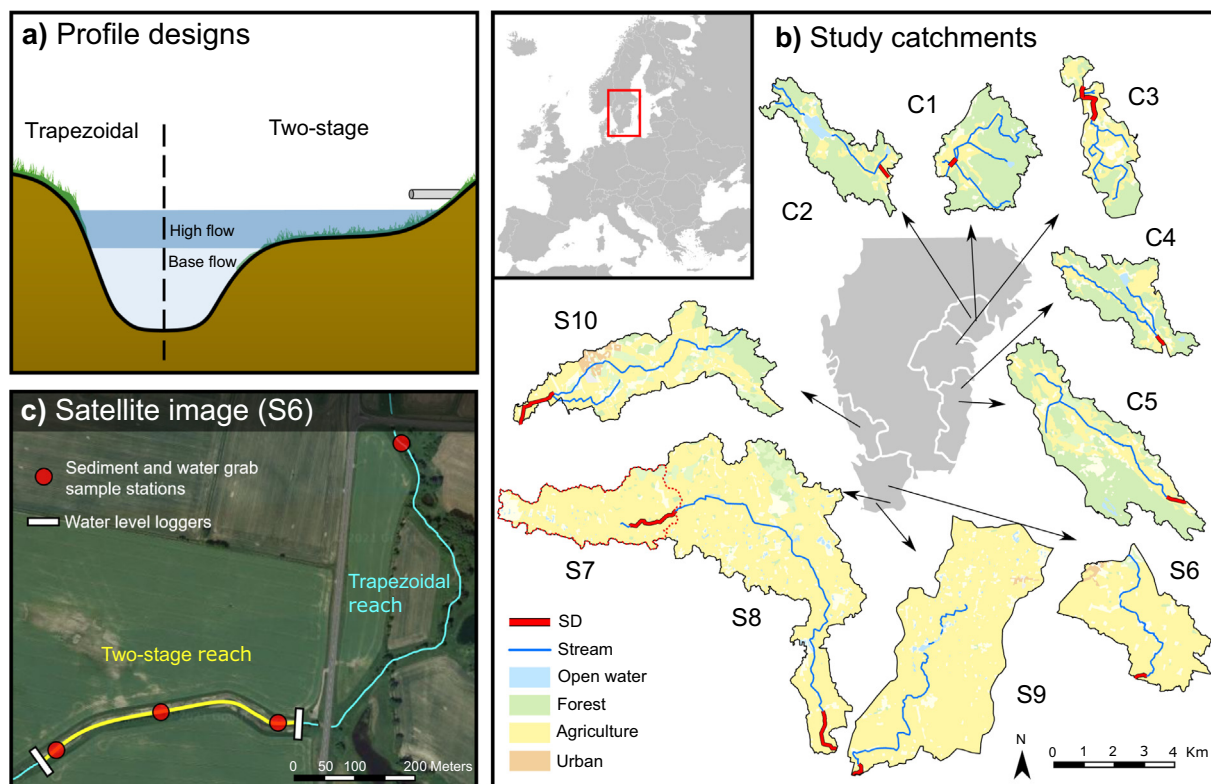 a) Profile designs
Trapezoidal
Two-stage
High flow
Base flow
b) Study catchments
C1
C3
C2
C4
S10
C5
S7
S8
S6
S9
SD
Stream
Open water
Forest
Agriculture
Urban
N
0 1 2 3 4 Km
c) Satellite image (S6)
Sediment and water grab
sample stations
Water level loggers
Trapezoidal
reach
Two-stage reach
0 50 100 200 Meters